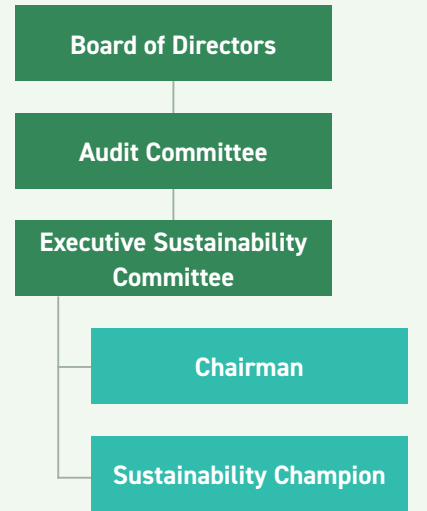 Board of Directors
Audit Committee
Executive Sustainability
Committee
Chairman
Sustainability Champion